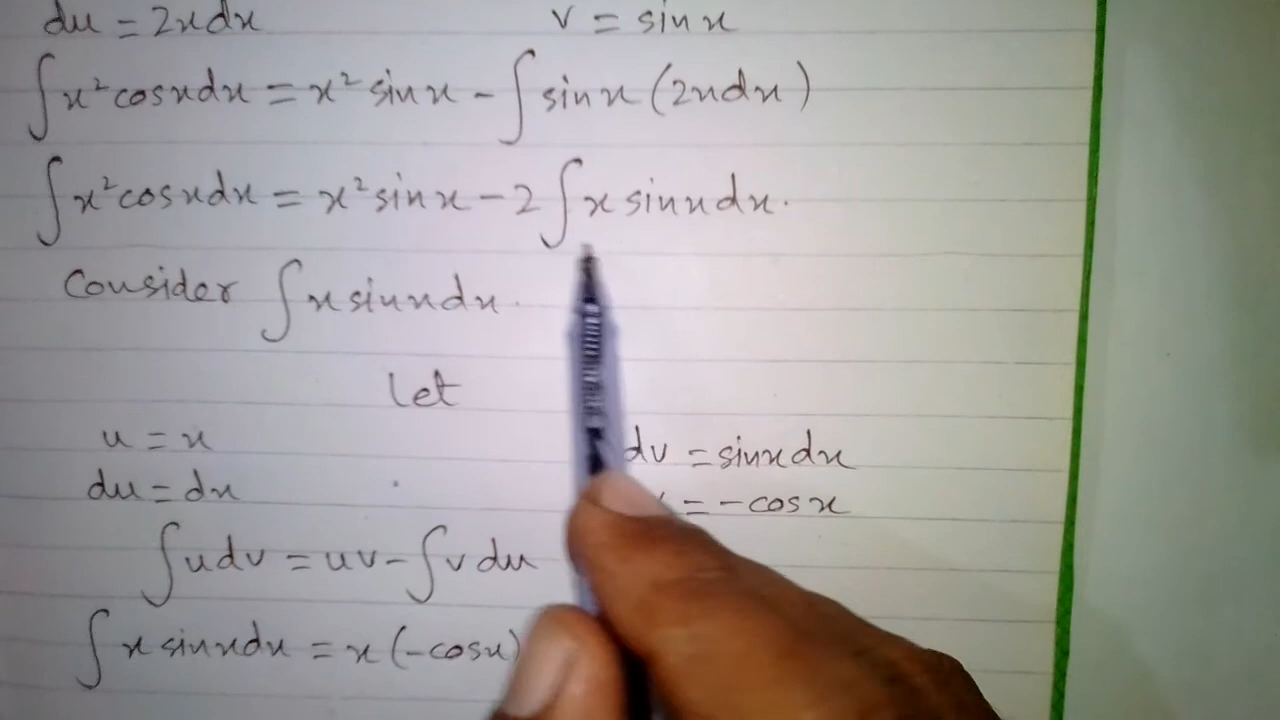 du = 2xdx v = sinx
∫x²cosxdx = x²sinx - ∫sinx(2xdx)
∫x²cosxdx = x²sinx - 2∫x sinxdx.
Consider ∫x sinxdx.
Let
u = x dv = sinxdx
du = dx = -cosx
∫udv = uv - ∫vdu
∫x sinxdx = x(-cosx)